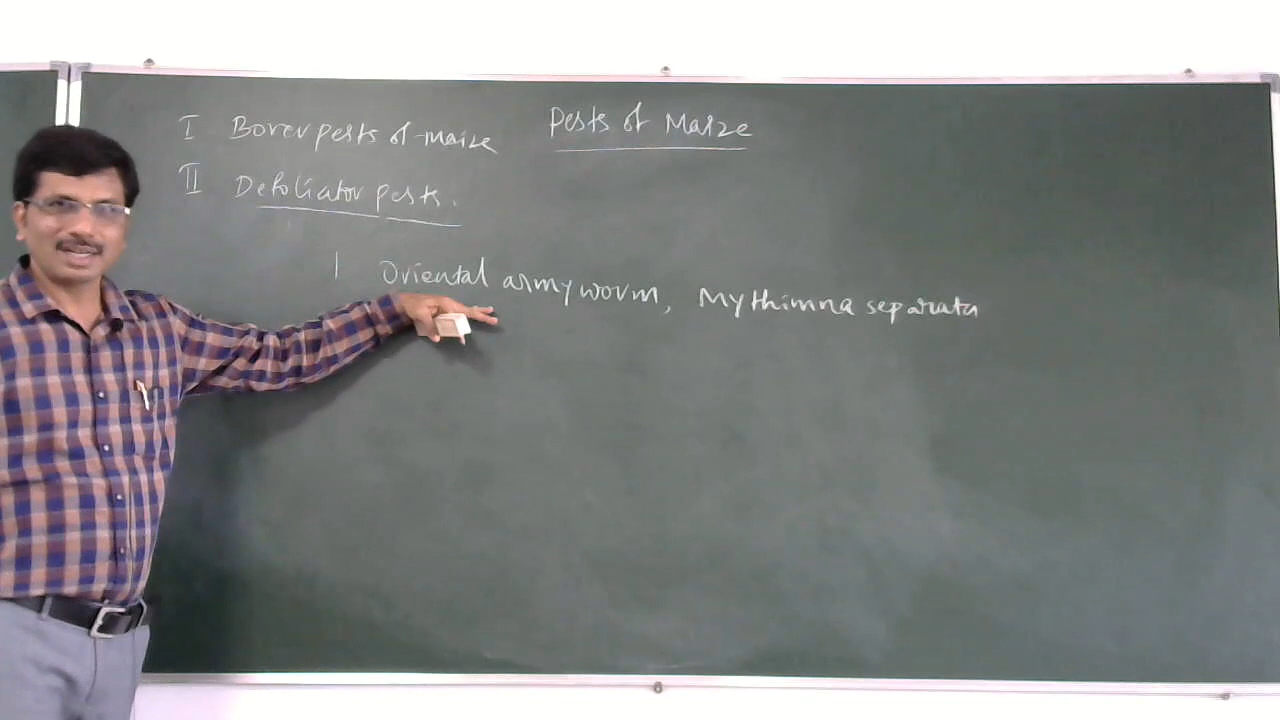 Pests of Maize
I Borer pests of maize
II Defoliator pests.
1 Oriental armyworm, Mythimna separata